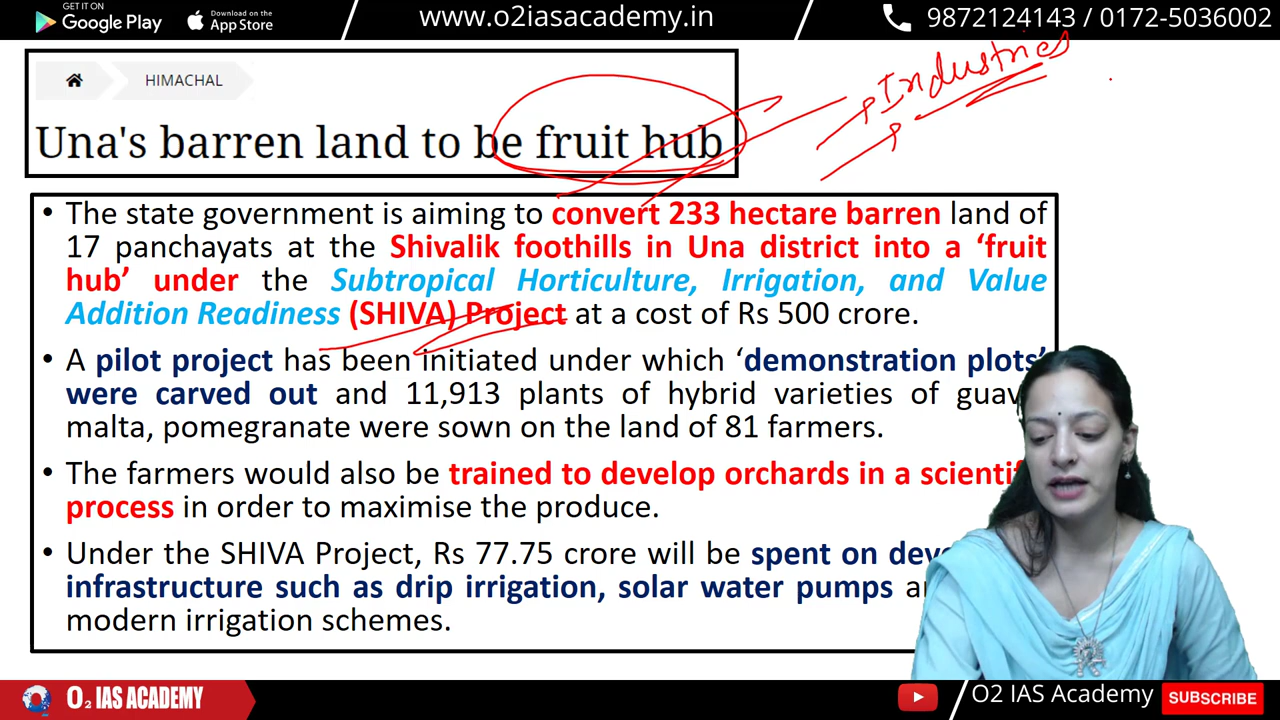 GET IT ON
Google Play
Download on the
App Store
www.o2iasacademy.in
9872124143 / 0172-5036002
HIMACHAL
Una's barren land to be fruit hub
Industries
• The state government is aiming to convert 233 hectare barren land of
17 panchayats at the Shivalik foothills in Una district into a ‘fruit
hub’ under the Subtropical Horticulture, Irrigation, and Value
Addition Readiness (SHIVA) Project at a cost of Rs 500 crore.
• A pilot project has been initiated under which ‘demonstration plots’
were carved out and 11,913 plants of hybrid varieties of
malta, pomegranate were sown on the land of 81 farmers.
• The farmers would also be trained to develop orchards in a
process in order to maximise the produce.
• Under the SHIVA Project, Rs 77.75 crore will be spent on
infrastructure such as drip irrigation, solar water pumps
modern irrigation schemes.
O₂ IAS ACADEMY
O2 IAS Academy
SUBSCRIBE